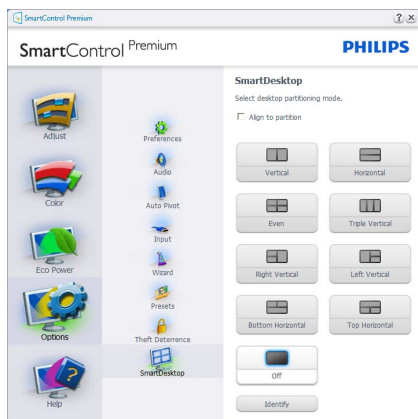 SmartControl Premium
SmartControl Premium
PHILIPS
Adjust
Color
Eco Power
Options
Help
Preferences
Audio
Auto Pivot
Input
Wizard
Presets
Theft Deterrence
SmartDesktop
SmartDesktop
Select desktop partitioning mode.
Align to partition
Vertical
Horizontal
Even
Triple Vertical
Right Vertical
Left Vertical
Bottom Horizontal
Top Horizontal
Off
Identify